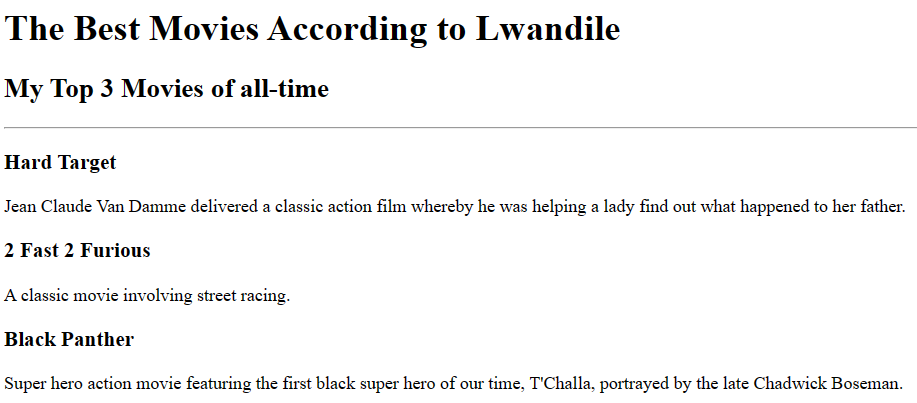 The Best Movies According to Lwandile
My Top 3 Movies of all-time
Hard Target
Jean Claude Van Damme delivered a classic action film whereby he was helping a lady find out what happened to her father.
2 Fast 2 Furious
A classic movie involving street racing.
Black Panther
Super hero action movie featuring the first black super hero of our time, T'Challa, portrayed by the late Chadwick Boseman.